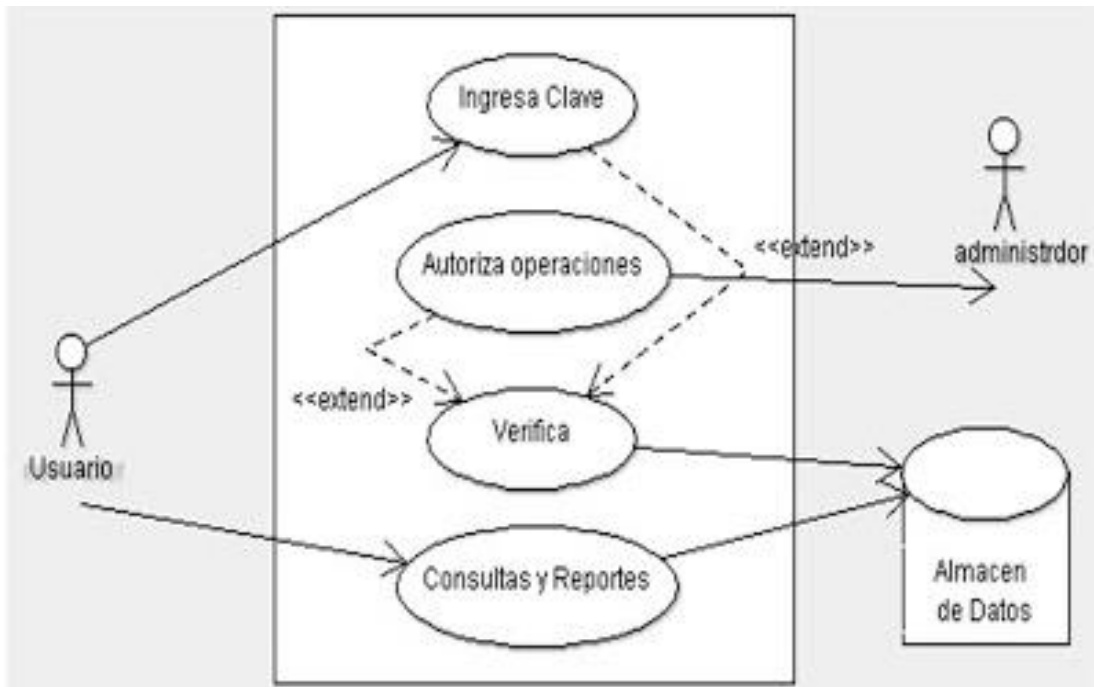 Ingresa Clave
Autoriza operaciones
<<extend>>
administrdor
<<extend>>
Verifica
Usuario
Consultas y Reportes
Almacen
de Datos